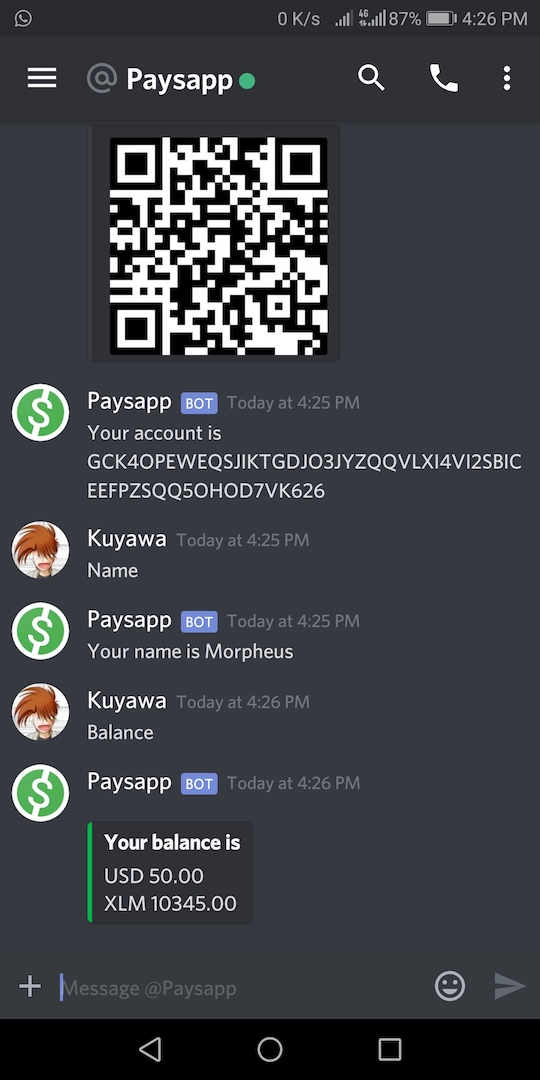 0 K/s 4G 87% 4:26 PM
@ Paysapp
Paysapp BOT Today at 4:25 PM
Your account is
GCK4OPEWEQSJIKTGDJO3JYZQQVLXI4VI2SBIC
EEFPZSQQ5OHOD7VK626
Kuyawa Today at 4:25 PM
Name
Paysapp BOT Today at 4:25 PM
Your name is Morpheus
Kuyawa Today at 4:26 PM
Balance
Paysapp BOT Today at 4:26 PM
Your balance is
USD 50.00
XLM 10345.00
Message @Paysapp